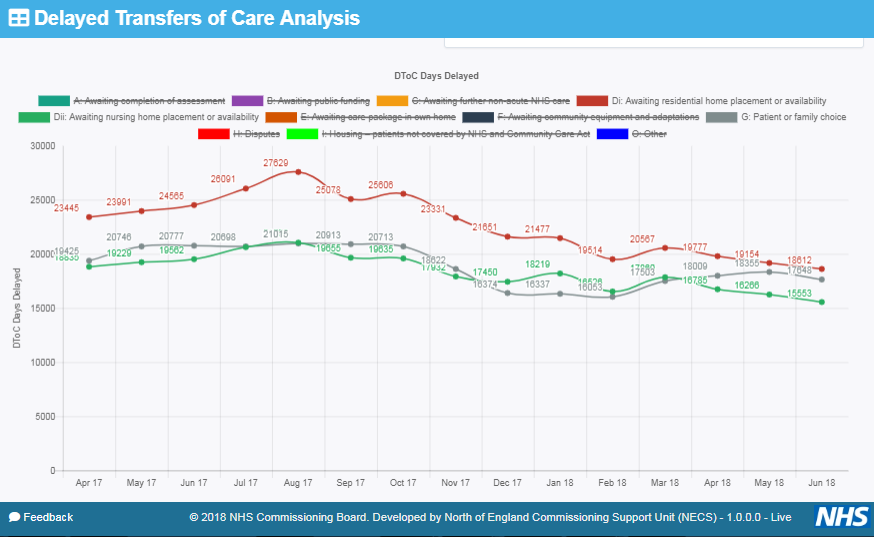 Delayed Transfers of Care Analysis
DToC Days Delayed
A: Awaiting completion of assessment B: Awaiting public funding C: Awaiting further non-acute NHS care Di: Awaiting residential home placement or availability
Dii: Awaiting nursing home placement or availability E: Awaiting care package in own home F: Awaiting community equipment and adaptations G: Patient or family choice
H: Disputes I: Housing – patients not covered by NHS and Community Care Act O: Other
DToC Days Delayed
30000
25000
20000
15000
10000
5000
0
23445 23991 24565 26091 27629 25078 25606 23331 21651 21477 19514 20567 19777 19154 18612
19425 20746 20777 20698 21015 20913 20713 18622 16374 16337 16053 17503 18009 18355 17648
18835 19229 19562 19665 19635 17932 17450 18219 16785 16266 15553
Apr 17 May 17 Jun 17 Jul 17 Aug 17 Sep 17 Oct 17 Nov 17 Dec 17 Jan 18 Feb 18 Mar 18 Apr 18 May 18 Jun 18
Feedback © 2018 NHS Commissioning Board. Developed by North of England Commissioning Support Unit (NECS) - 1.0.0.0 - Live NHS